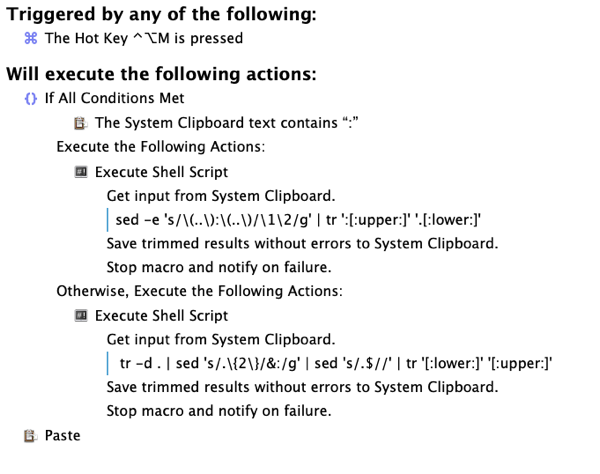 Triggered by any of the following:
⌘ The Hot Key ^⌥M is pressed
Will execute the following actions:
{} If All Conditions Met
The System Clipboard text contains “:”
Execute the Following Actions:
Execute Shell Script
Get input from System Clipboard.
sed -e 's/\(..\):\(..\)/\1\2/g' | tr ':[:upper:]' '.[:lower:]'
Save trimmed results without errors to System Clipboard.
Stop macro and notify on failure.
Otherwise, Execute the Following Actions:
Execute Shell Script
Get input from System Clipboard.
tr -d . | sed 's/.\{2\}/&:/g' | sed 's/.$//' | tr '[:lower:]' '[:upper:]'
Save trimmed results without errors to System Clipboard.
Stop macro and notify on failure.
Paste